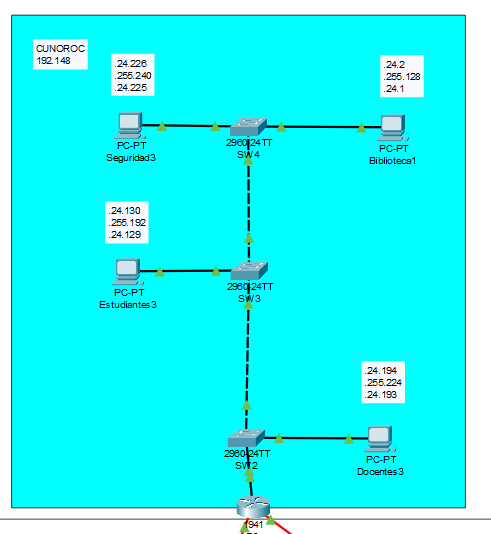 CUNOROC
192.148
.24.226
.255.240
.24.225
.24.2
.255.128
.24.1
PC-PT
Seguridad3
2960-24TT
SW4
PC-PT
Biblioteca1
.24.130
.255.192
.24.129
PC-PT
Estudiantes3
2960-24TT
SW3
.24.194
.255.224
.24.193
2960-24TT
SW2
PC-PT
Docentes3
1941